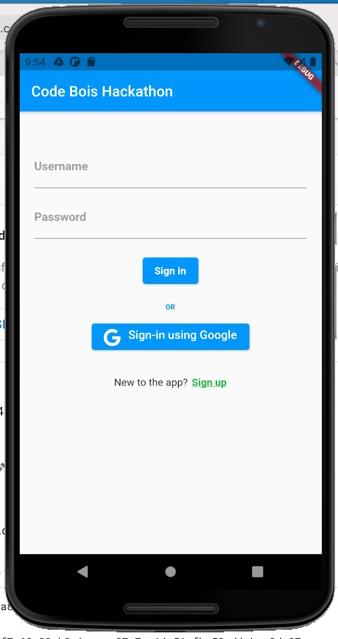 9:54
DEBUG
Code Bois Hackathon
Username
Password
Sign in
OR
G Sign-in using Google
New to the app? Sign up